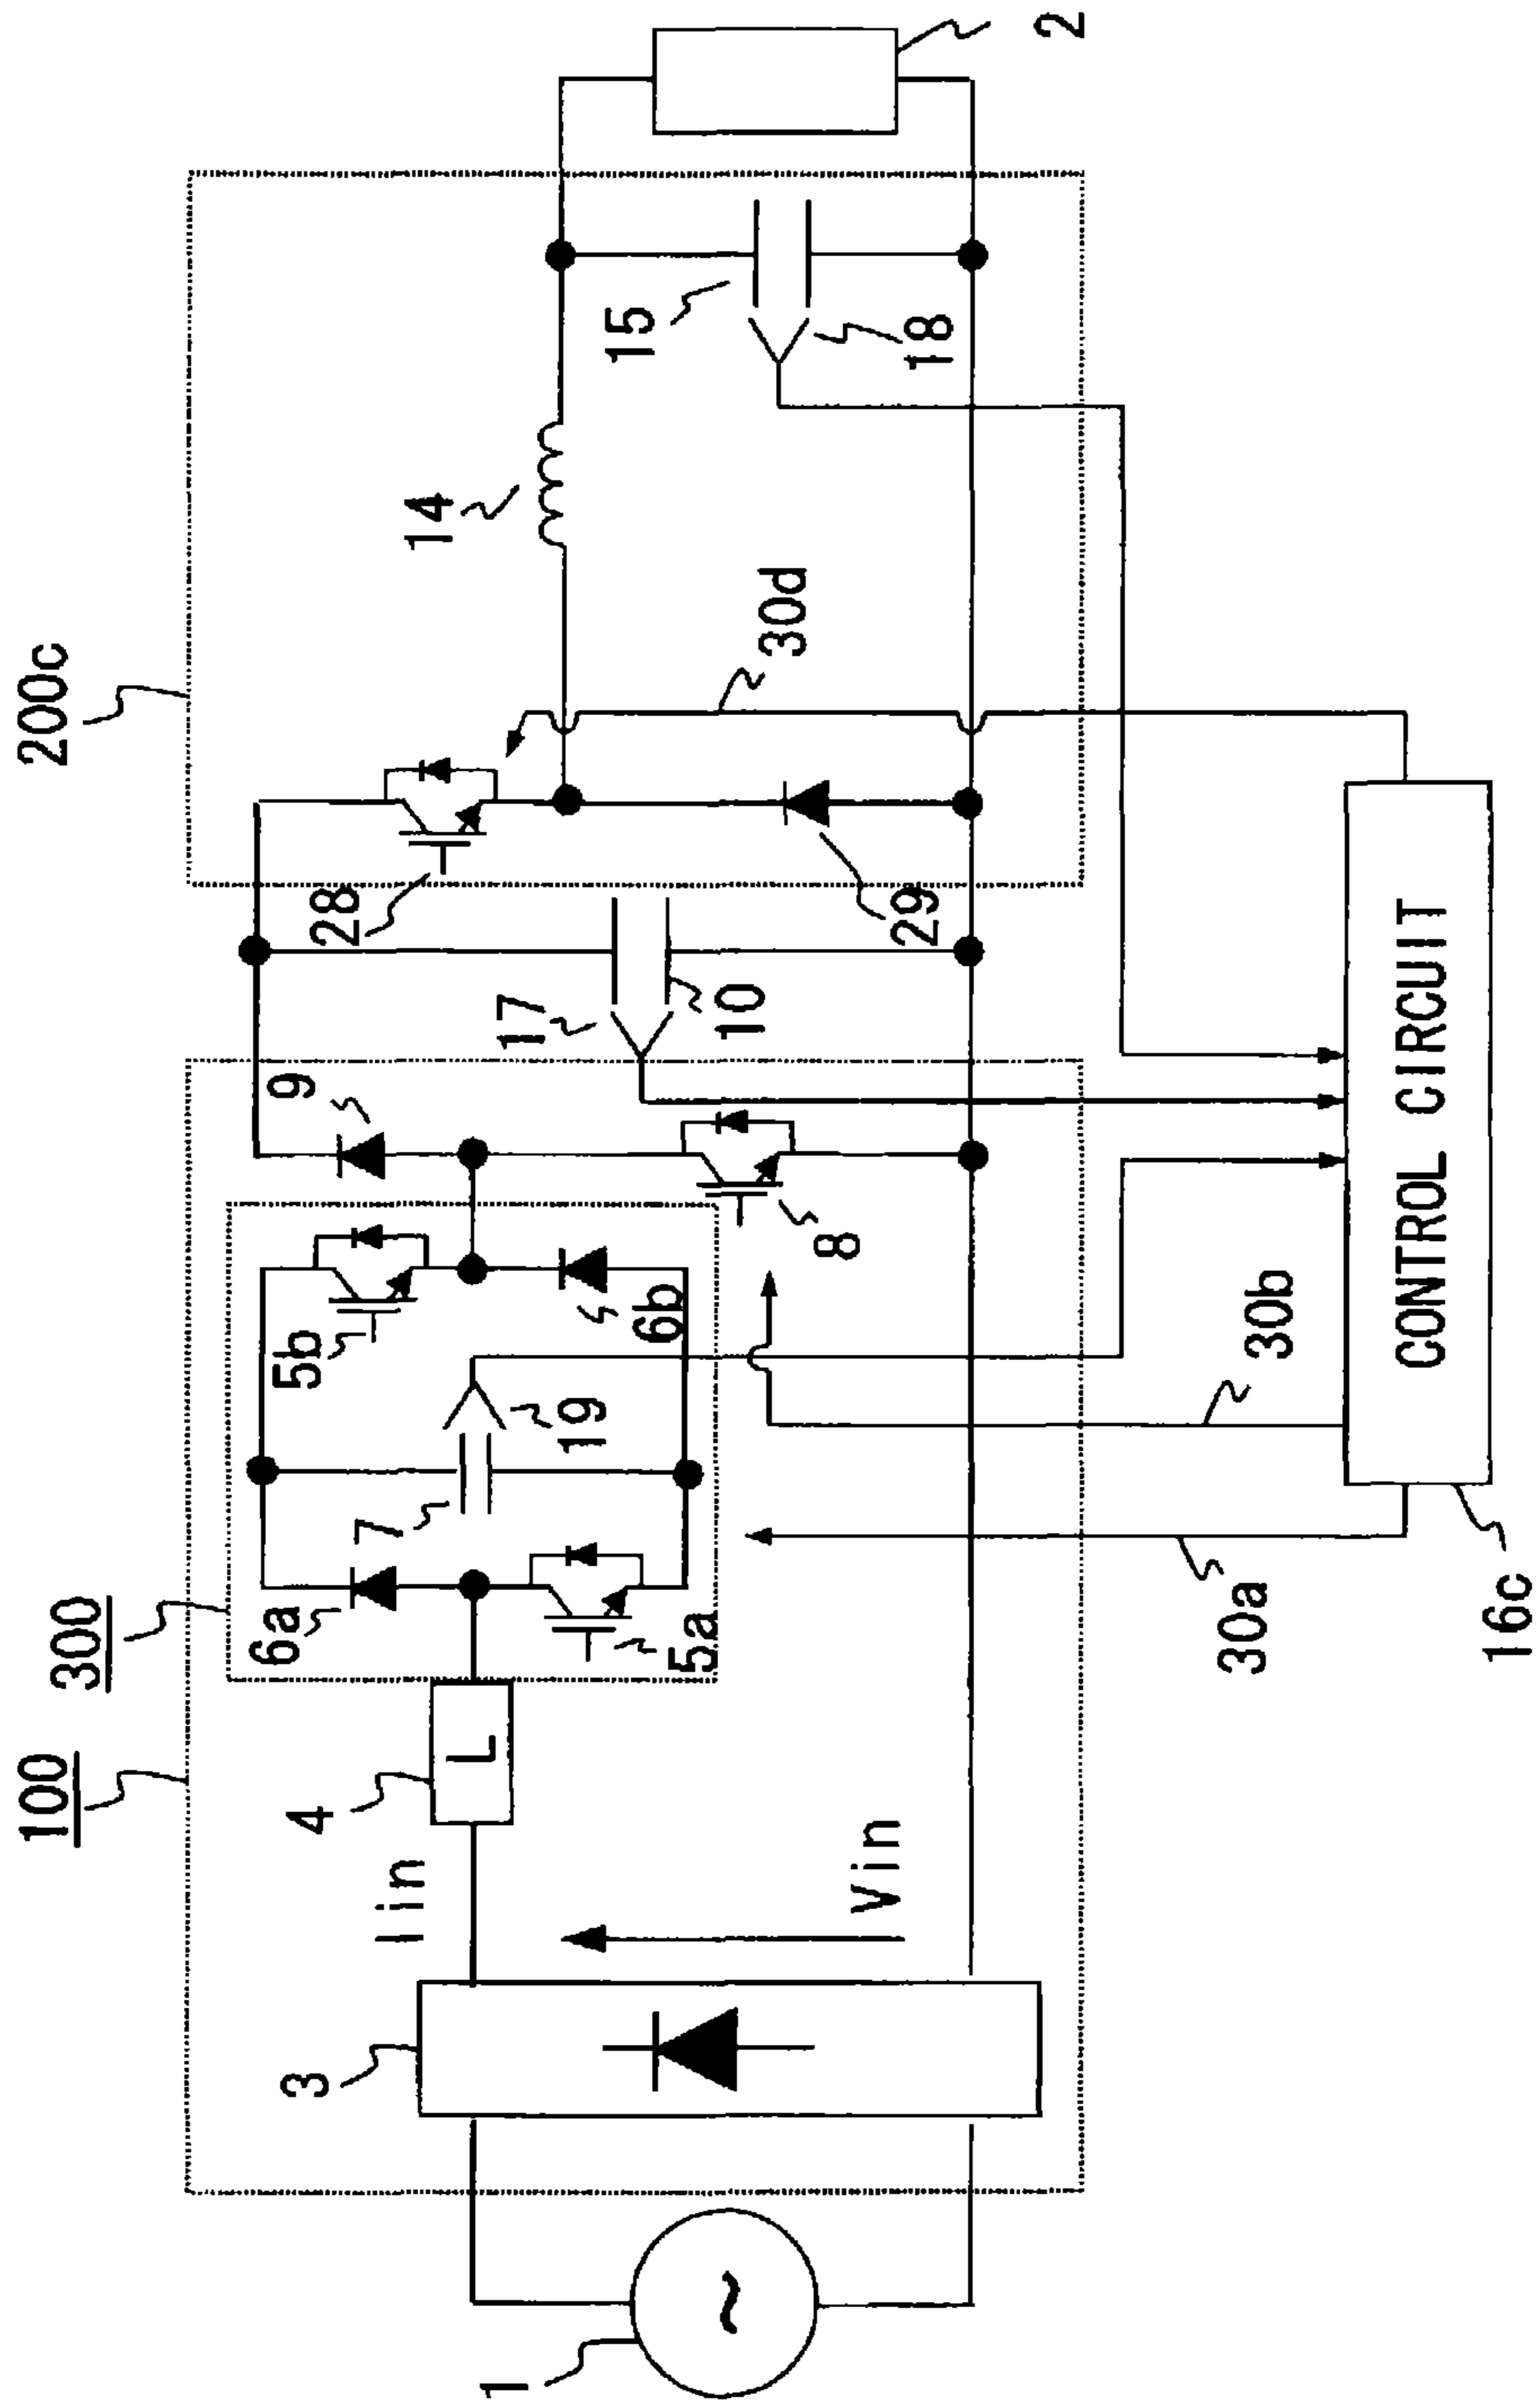 100
300
200c
1
3
Iin
Vin
4
L
6a
5a
7
19
5b
6b
9
8
17
10
28
29
30d
14
15
18
2
30a
30b
CONTROL CIRCUIT
16c